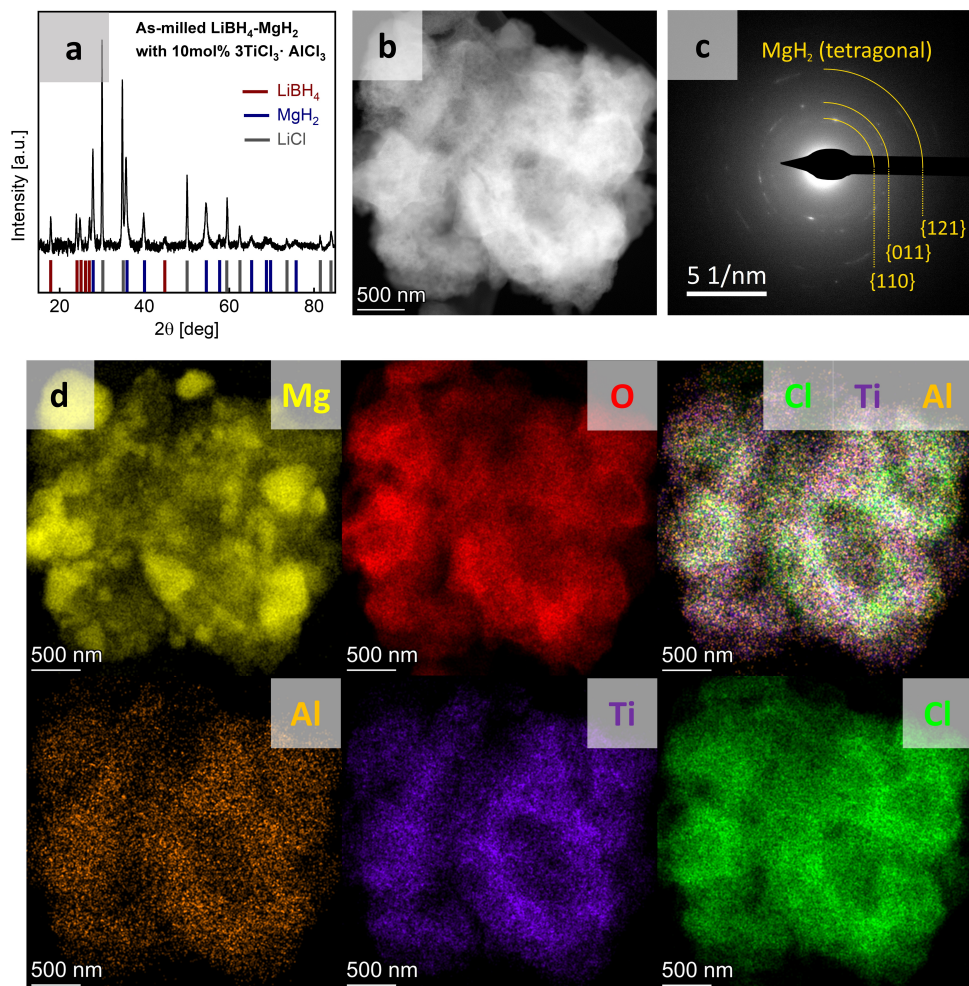 a
As-milled LiBH₄-MgH₂
with 10mol% 3TiCl₃· AlCl₃
LiBH₄
MgH₂
LiCl
Intensity [a.u.]
20 40 60 80
2θ [deg]
b
500 nm
c
MgH₂ (tetragonal)
{121}
{011}
{110}
5 1/nm
d
Mg
500 nm
O
500 nm
Cl Ti Al
500 nm
Al
500 nm
Ti
500 nm
Cl
500 nm